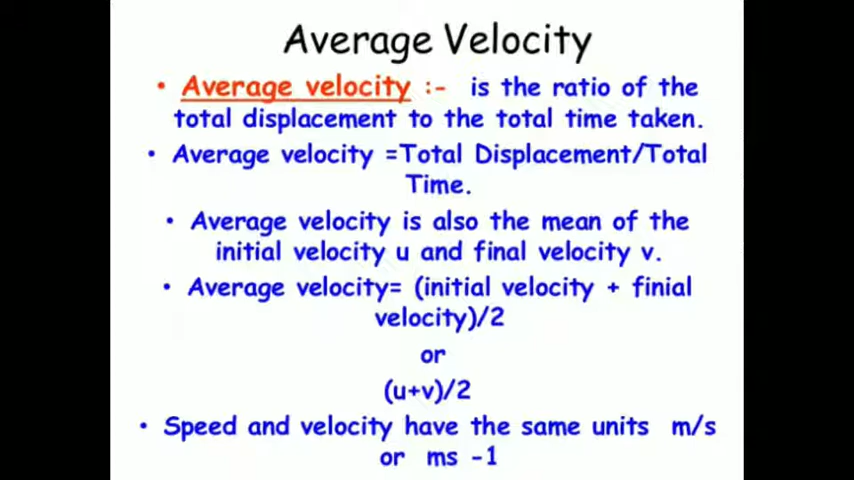 Average Velocity
• Average velocity :- is the ratio of the
total displacement to the total time taken.
• Average velocity =Total Displacement/Total
Time.
• Average velocity is also the mean of the
initial velocity u and final velocity v.
• Average velocity= (initial velocity + finial
velocity)/2
or
(u+v)/2
• Speed and velocity have the same units m/s
or ms -1